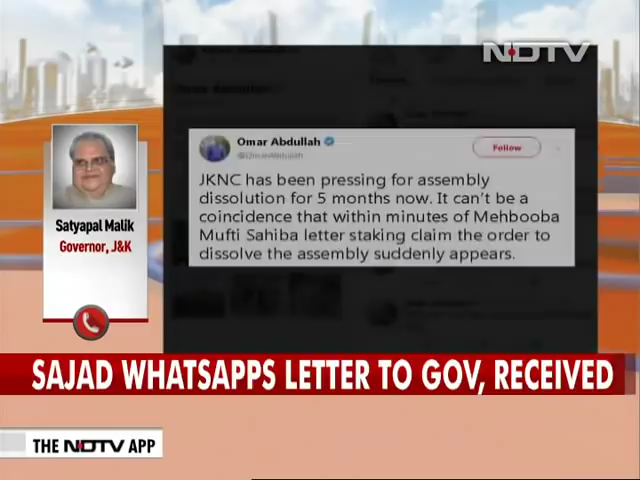 NDTV
Omar Abdullah
@OmarAbdullah
Follow
JKNC has been pressing for assembly
dissolution for 5 months now. It can't be a
coincidence that within minutes of Mehbooba
Mufti Sahiba letter staking claim the order to
dissolve the assembly suddenly appears.
Satyapal Malik
Governor, J&K
SAJAD WHATSAPPS LETTER TO GOV, RECEIVED
THE NDTV APP